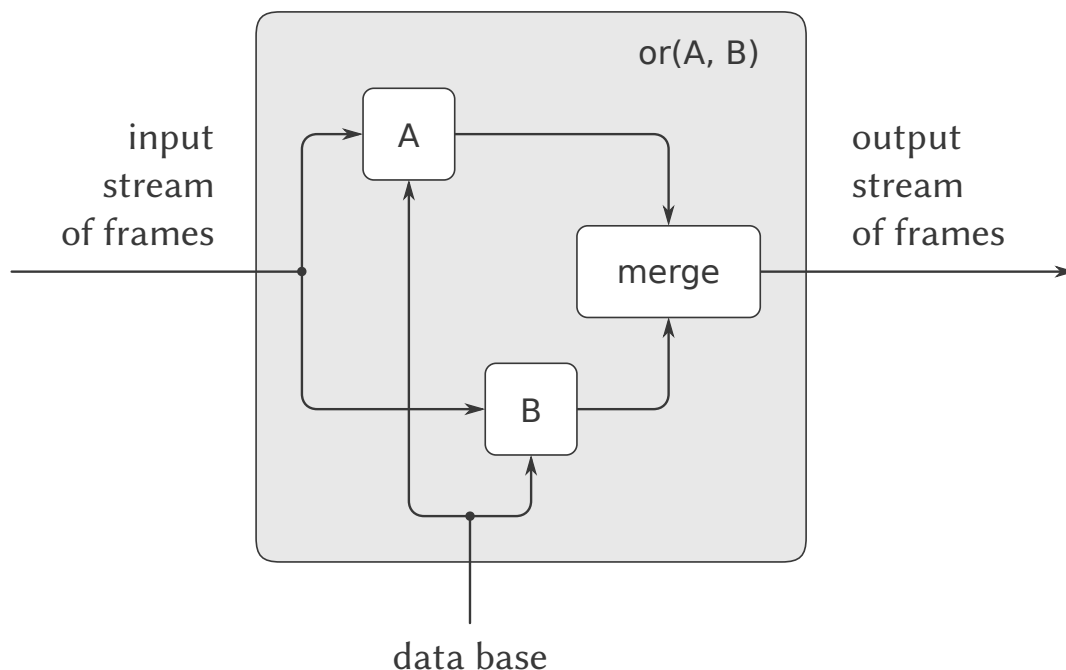 or(A, B)
input
stream
of frames
A
output
stream
of frames
merge
B
data base